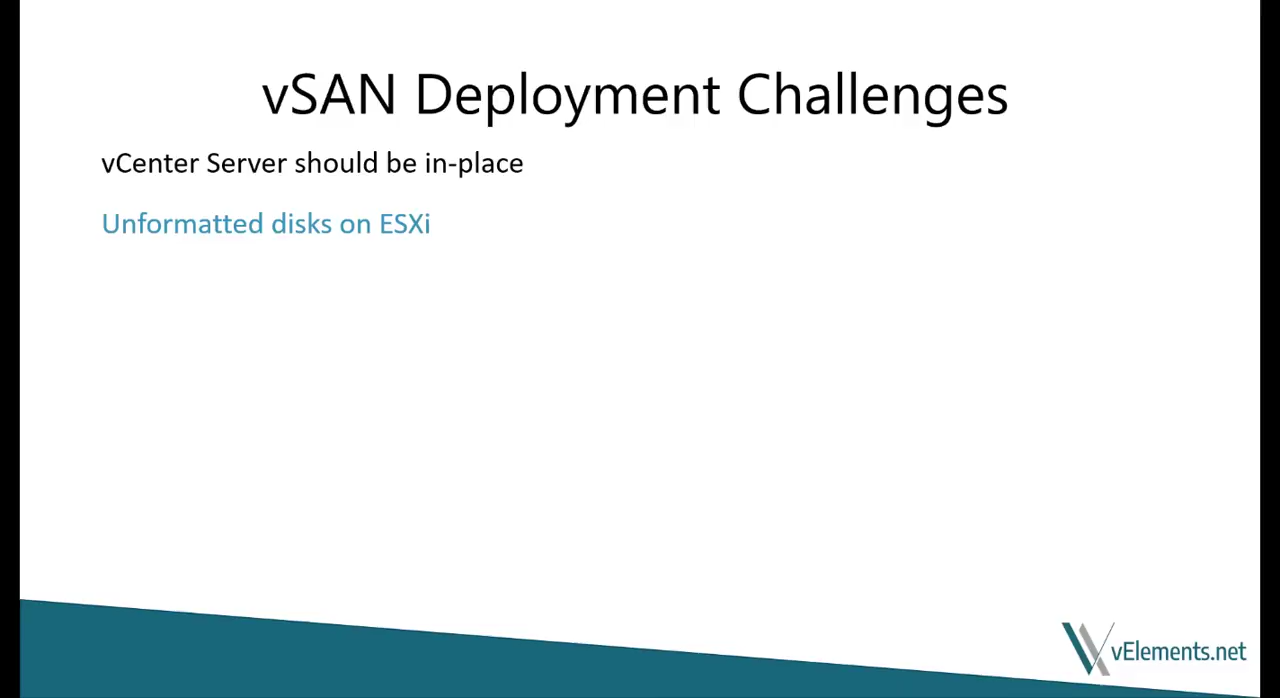 vSAN Deployment Challenges
vCenter Server should be in-place
Unformatted disks on ESXi
vElements.net